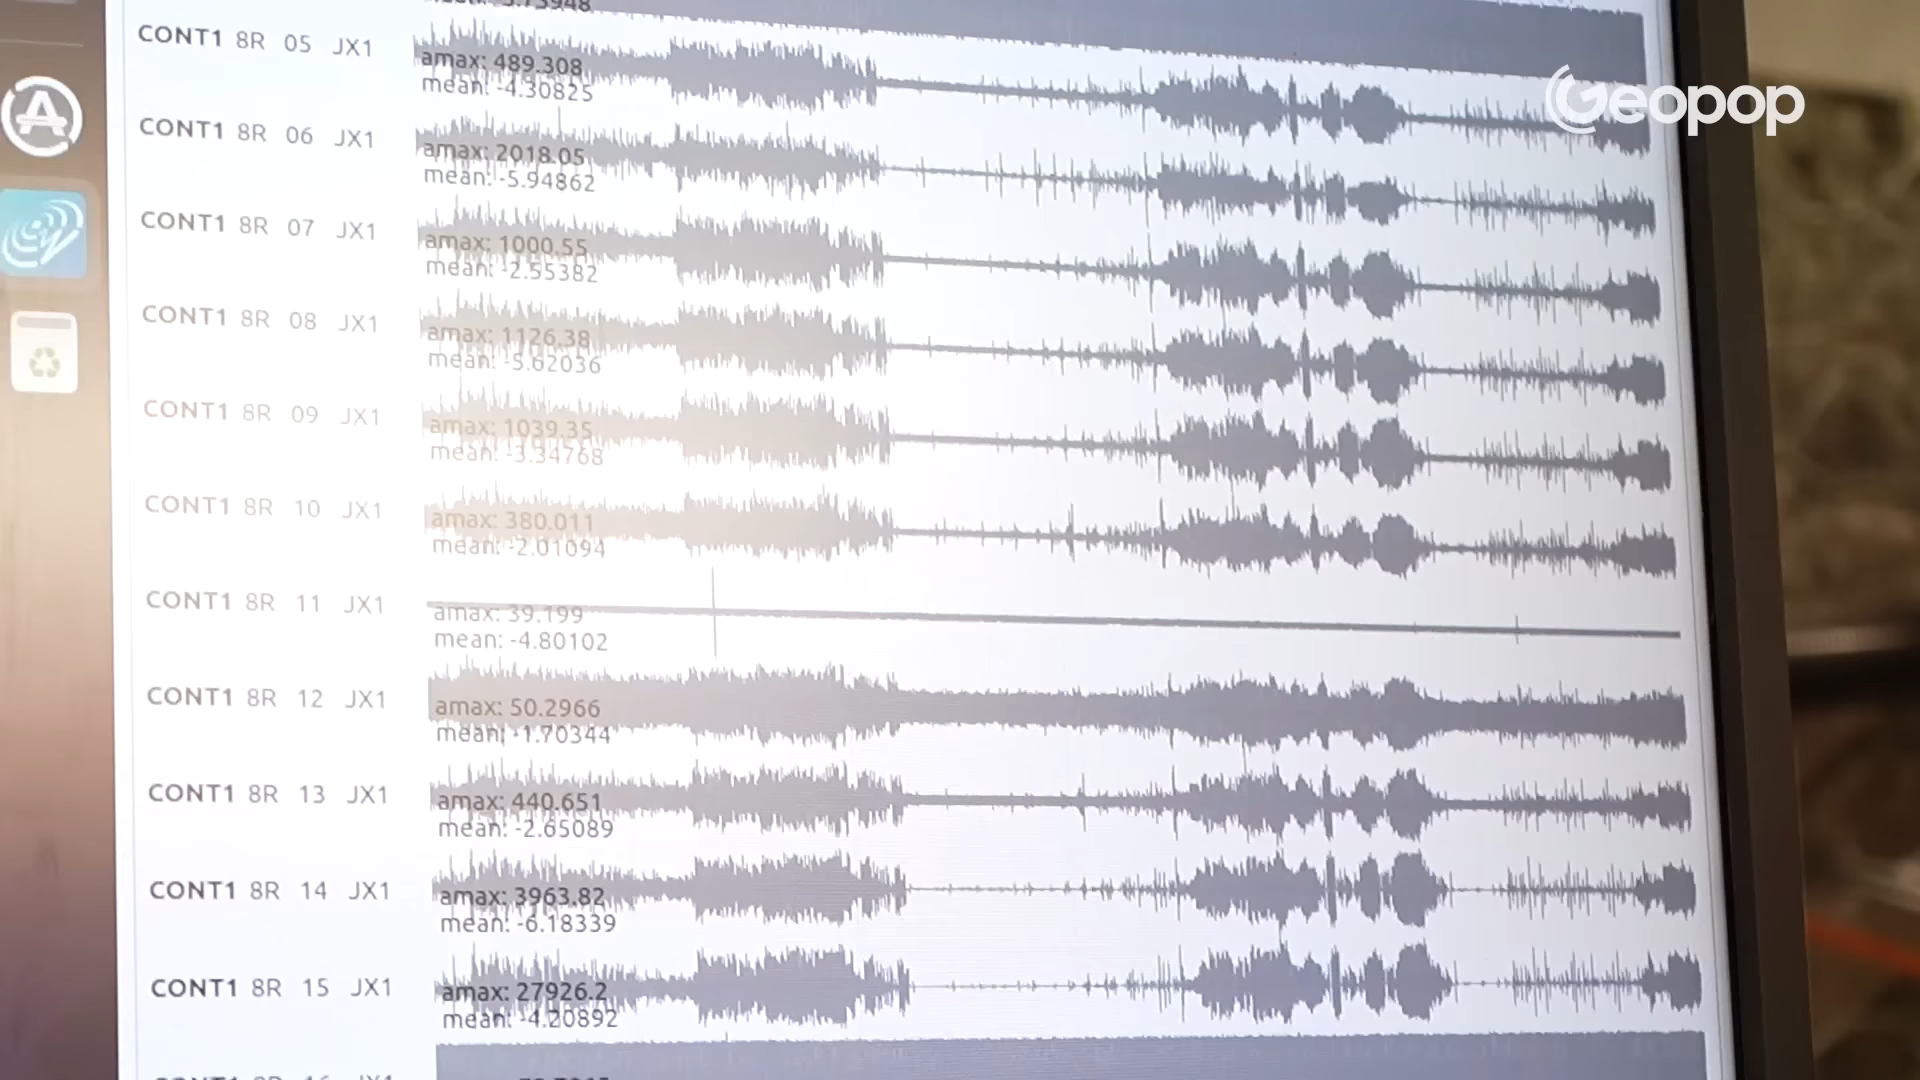 CONT1 8R 05 JX1
amax: 489.308
mean: -4.30825
Geopop
CONT1 8R 06 JX1
amax: 2018.05
mean: -5.94862
CONT1 8R 07 JX1
amax: 1000.55
mean: -2.55382
CONT1 8R 08 JX1
amax: 1126.38
mean: -5.62036
CONT1 8R 09 JX1
amax: 1039.35
mean: -3.34768
CONT1 8R 10 JX1
amax: 380.011
mean: -2.01094
CONT1 8R 11 JX1
amax: 39.199
mean: -4.80102
CONT1 8R 12 JX1
amax: 50.2966
mean: -1.70344
CONT1 8R 13 JX1
amax: 440.651
mean: -2.65089
CONT1 8R 14 JX1
amax: 3963.82
mean: -6.18339
CONT1 8R 15 JX1
amax: 27926.2
mean: -4.20892